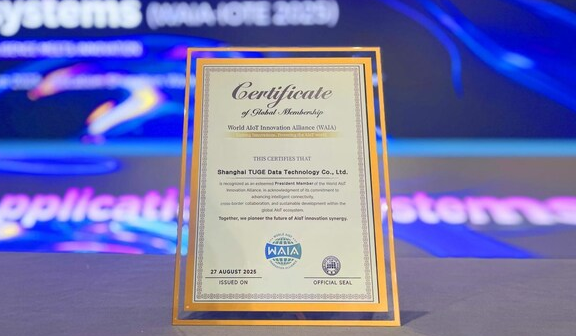 ystems (WAIA IOTE 2025)
Certificate
of Global Membership
World AIoT Innovation Alliance (WAIA)
THIS CERTIFIES THAT
Shanghai TUGE Data Technology Co., Ltd.
is recognized as an esteemed President Member of the World AIoT
Innovation Alliance, in acknowledgment of its commitment to
advancing intelligent connectivity,
cross-border collaboration, and sustainable development within the
global AIoT ecosystem.
Together, we pioneer the future of AIoT innovation synergy.
WAIA
27 AUGUST 2025
ISSUED ON
OFFICIAL SEAL
pplication